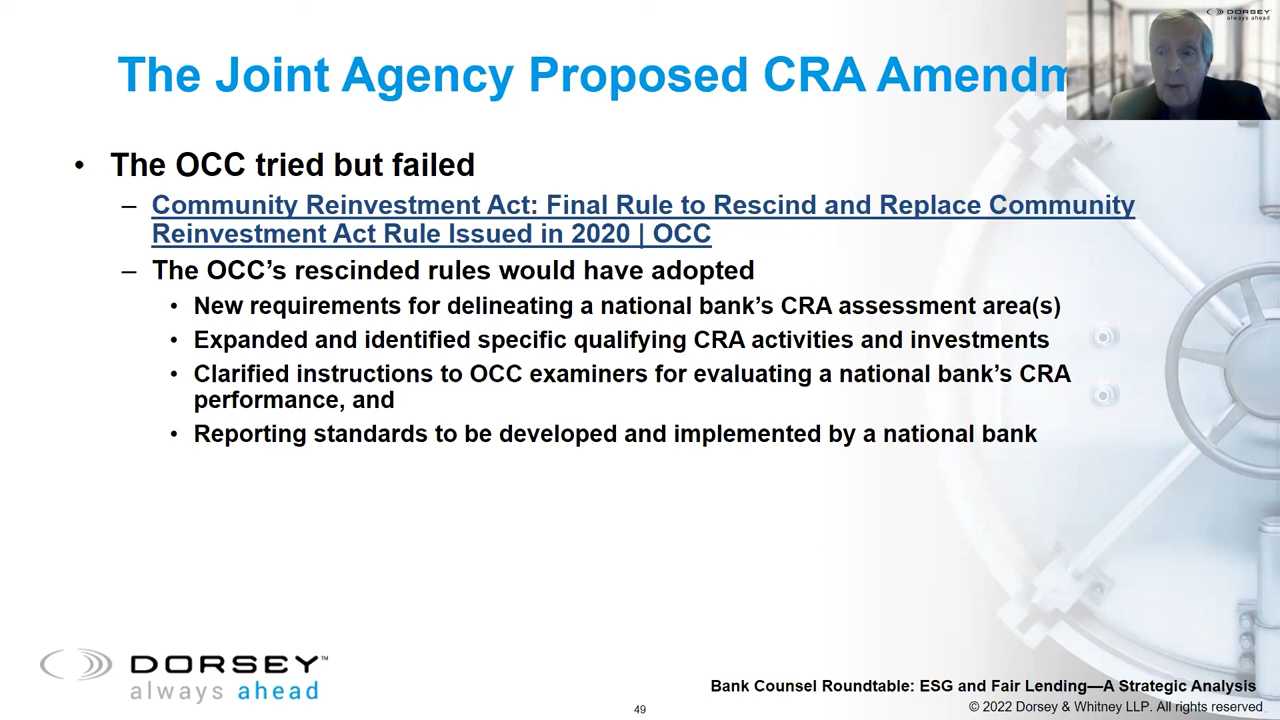 DORSEY
always ahead
The Joint Agency Proposed CRA Amendm
• The OCC tried but failed
– Community Reinvestment Act: Final Rule to Rescind and Replace Community
Reinvestment Act Rule Issued in 2020 | OCC
– The OCC’s rescinded rules would have adopted
• New requirements for delineating a national bank’s CRA assessment area(s)
• Expanded and identified specific qualifying CRA activities and investments
• Clarified instructions to OCC examiners for evaluating a national bank’s CRA
performance, and
• Reporting standards to be developed and implemented by a national bank
DORSEY™
always ahead
Bank Counsel Roundtable: ESG and Fair Lending—A Strategic Analysis
49
© 2022 Dorsey & Whitney LLP. All rights reserved